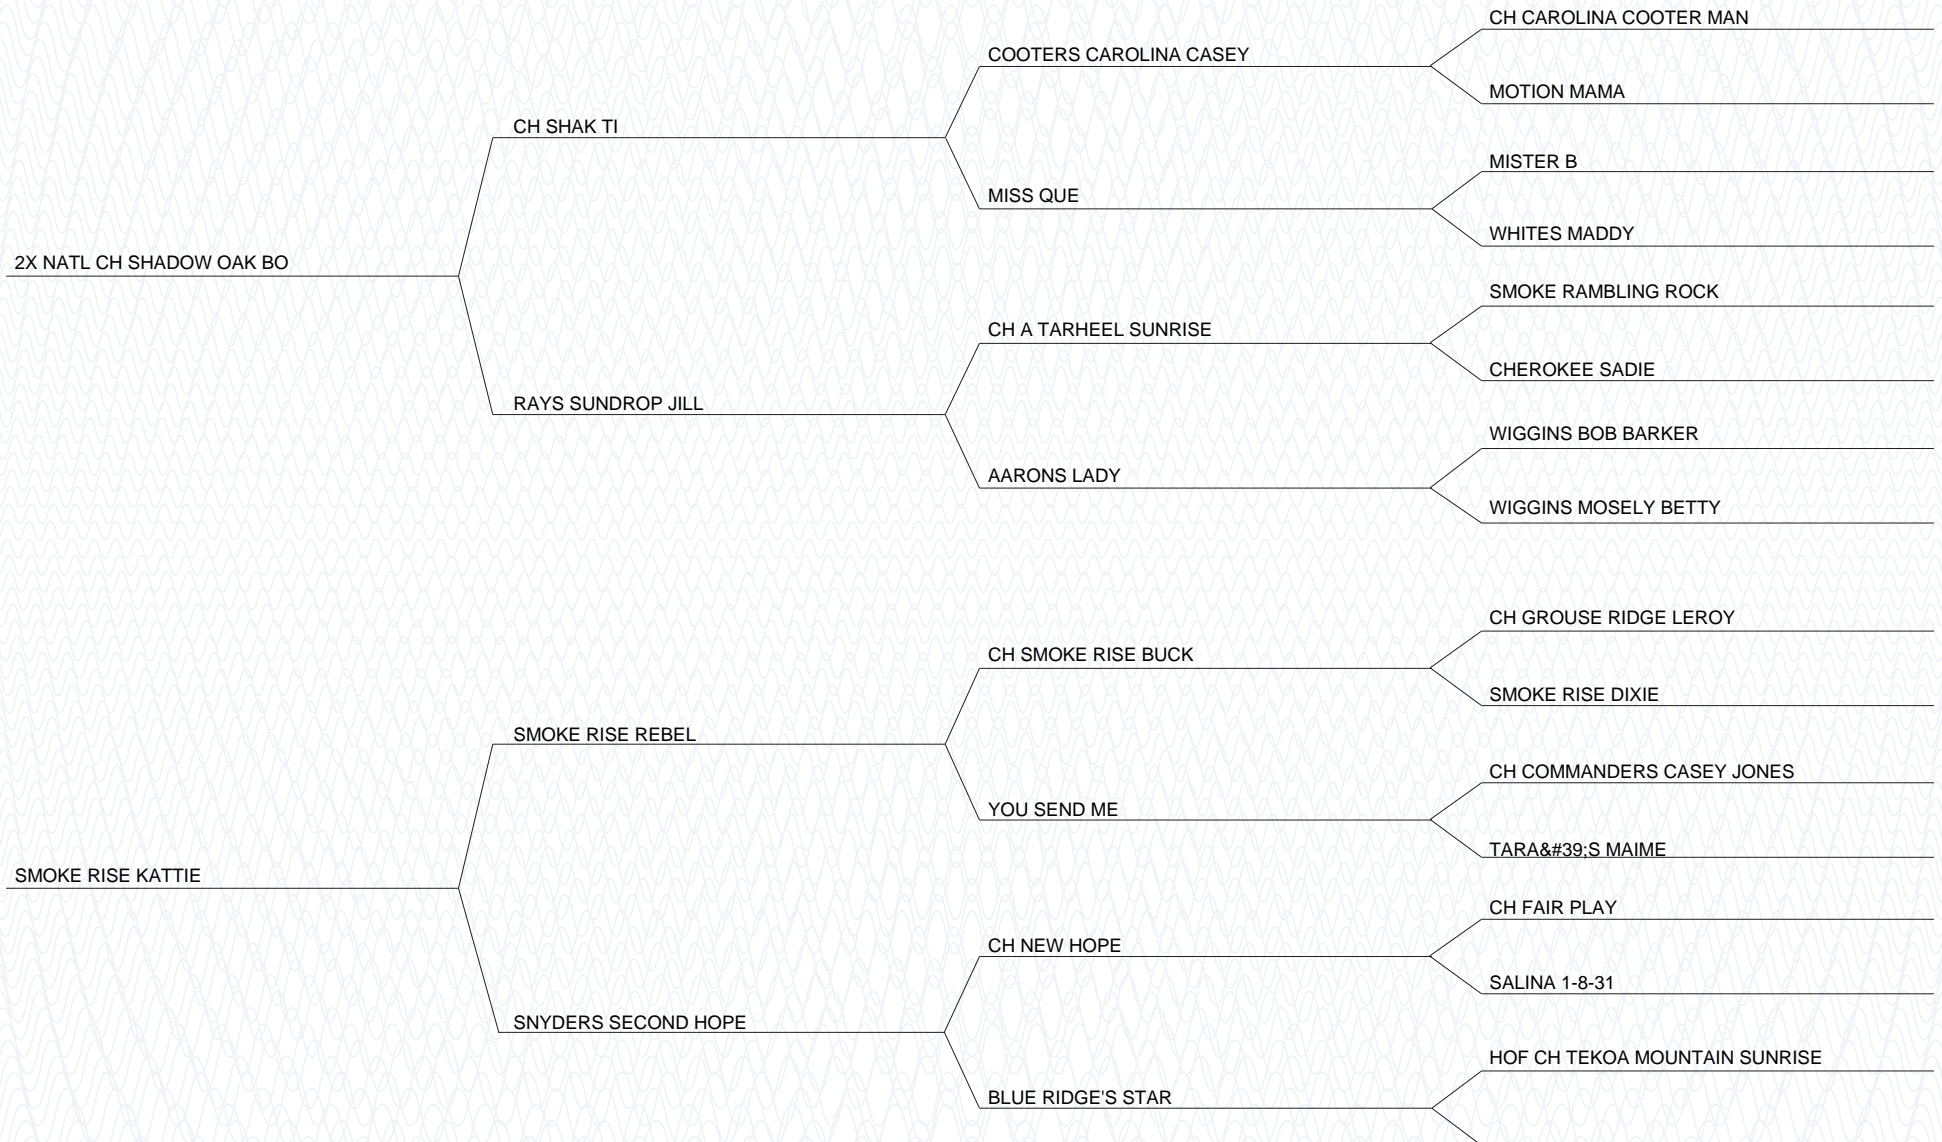 CH CAROLINA COOTER MAN
COOTERS CAROLINA CASEY
MOTION MAMA
CH SHAK TI
MISTER B
MISS QUE
WHITES MADDY
2X NATL CH SHADOW OAK BO
SMOKE RAMBLING ROCK
CH A TARHEEL SUNRISE
CHEROKEE SADIE
RAYS SUNDROP JILL
WIGGINS BOB BARKER
AARONS LADY
WIGGINS MOSELY BETTY
CH GROUSE RIDGE LEROY
CH SMOKE RISE BUCK
SMOKE RISE DIXIE
SMOKE RISE REBEL
CH COMMANDERS CASEY JONES
YOU SEND ME
TARA&#39;S MAIME
SMOKE RISE KATTIE
CH FAIR PLAY
CH NEW HOPE
SALINA 1-8-31
SNYDERS SECOND HOPE
HOF CH TEKOA MOUNTAIN SUNRISE
BLUE RIDGE'S STAR